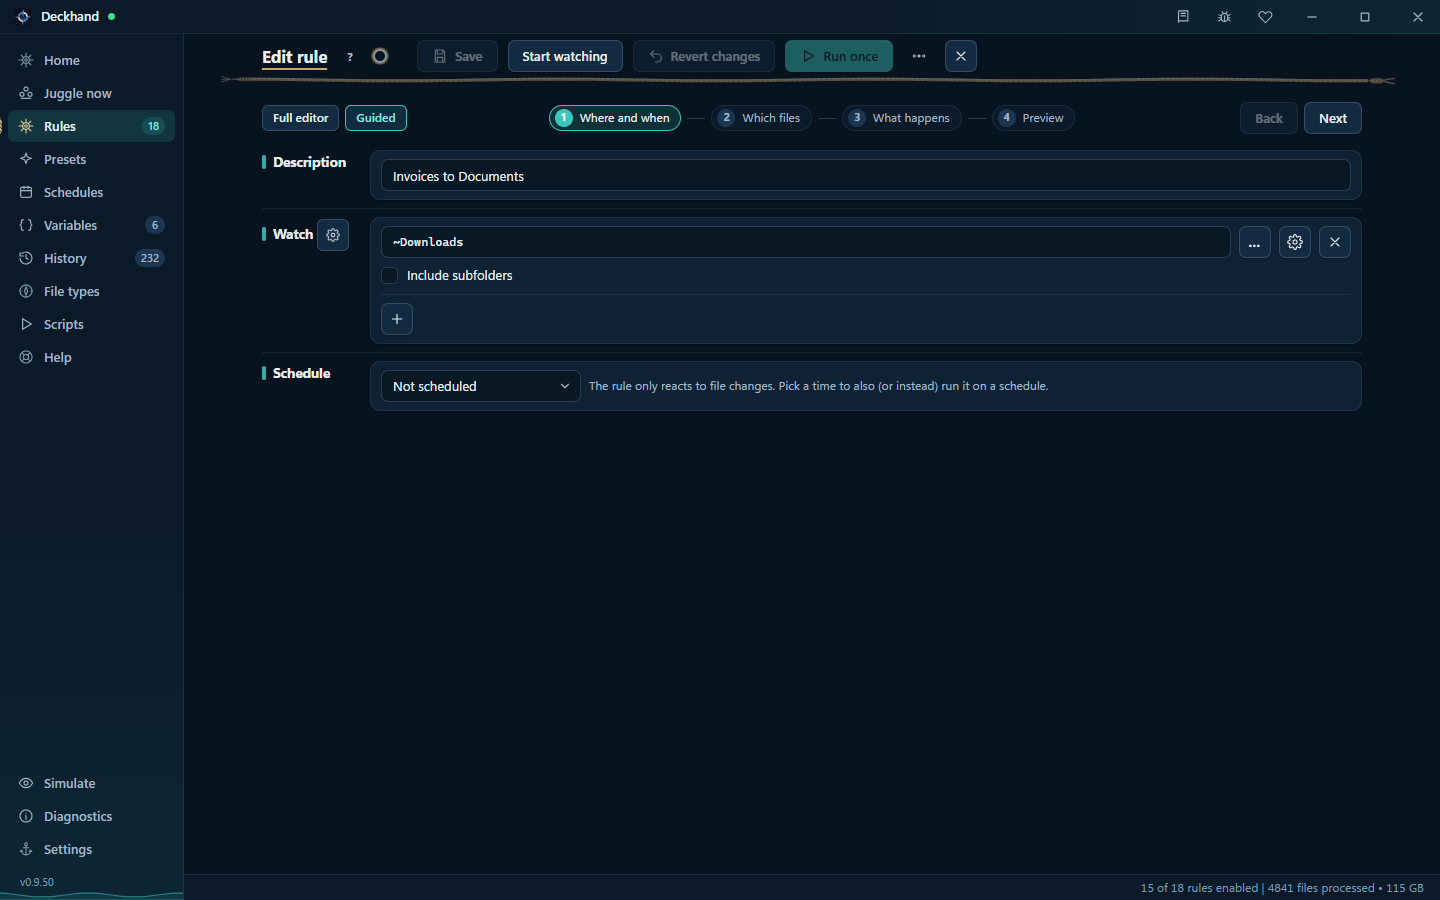 Deckhand
Home
Juggle now
Rules 18
Presets
Schedules
Variables 6
History 232
File types
Scripts
Help
Simulate
Diagnostics
Settings
v0.9.50
Edit rule ? Save Start watching Revert changes Run once
Full editor Guided 1 Where and when 2 Which files 3 What happens 4 Preview Back Next
Description Invoices to Documents
Watch ~Downloads ...
Include subfolders
Schedule Not scheduled The rule only reacts to file changes. Pick a time to also (or instead) run it on a schedule.
15 of 18 rules enabled | 4841 files processed • 115 GB